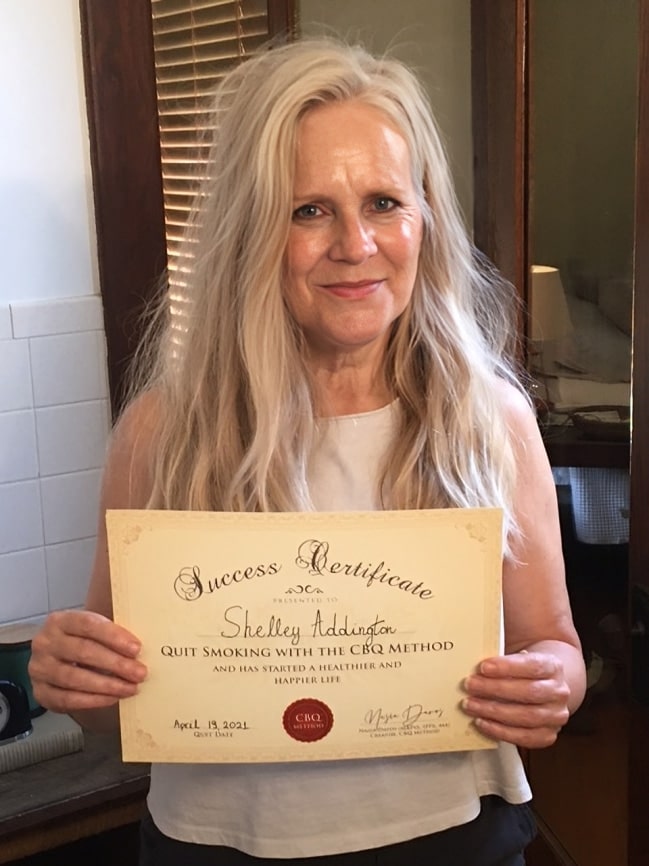 Success Certificate
PRESENTED TO
Shelley Addington
QUIT SMOKING WITH THE CBQ METHOD
AND HAS STARTED A HEALTHIER AND
HAPPIER LIFE
April 19, 2021
QUIT DATE
CBQ
METHOD
CREATOR, CBQ METHOD